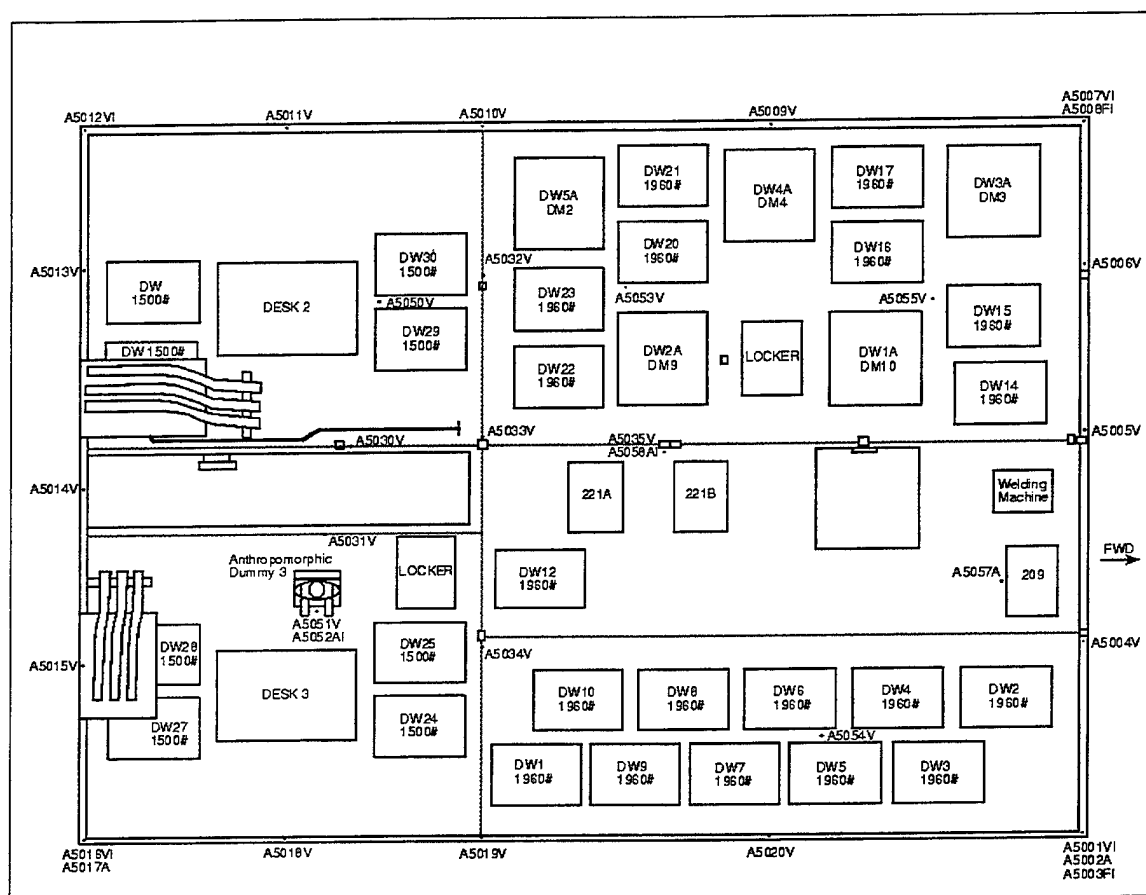 A5007VI
A5008FI
A5012VI
A5011V
A5010V
A5009V
DW21
1960#
DW17
1960#
DW5A
DM2
DW4A
DM4
DW3A
DM3
DW30
1500#
DW20
1960#
DW16
1960#
A5032V
A5013V
A5006V
DW
1500#
DESK 2
A5050V
DW23
1960#
A5053V
A5055V
DW15
1960#
DW29
1500#
DW2A
DM9
LOCKER
DW1A
DM10
DW 1500#
DW22
1960#
DW14
1960#
A5030V
A5033V
A5035V
A5058AI
A5005V
A5014V
221A
221B
Welding
Machine
A5031V
Anthropomorphic
Dummy 3
LOCKER
DW12
1960#
A5057A
209
FWD
A5051V
A5052AI
A5015V
DW28
1500#
DW25
1500#
A5034V
A5004V
DESK 3
DW10
1960#
DW8
1960#
DW6
1960#
DW4
1960#
DW2
1960#
DW27
1500#
DW24
1500#
A5054V
DW1
1960#
DW9
1960#
DW7
1960#
DW5
1960#
DW3
1960#
A5016VI
A5017A
A5018V
A5019V
A5020V
A5001VI
A5002A
A5003FI